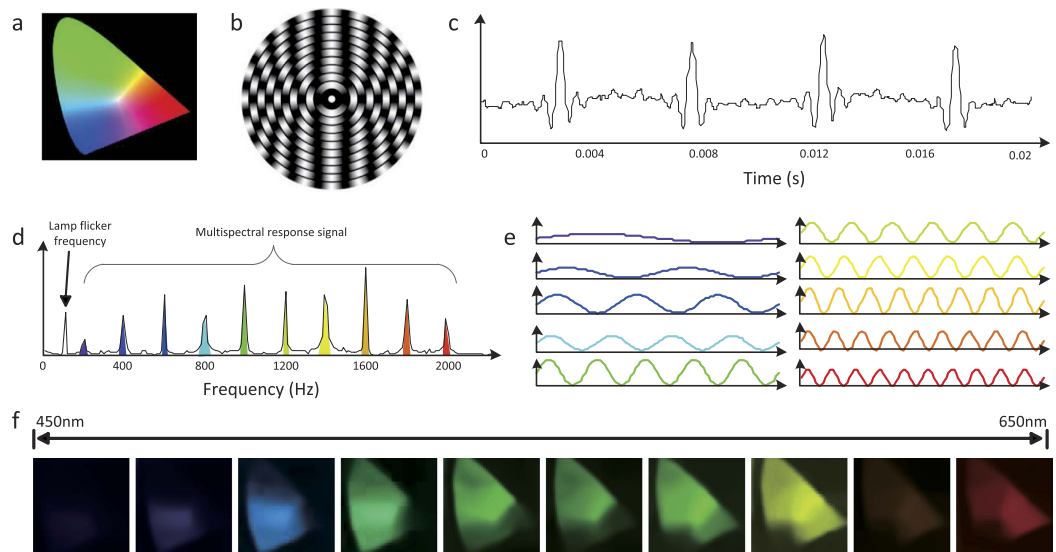 a
b
c
0
0.004
0.008
0.012
0.016
0.02
Time (s)
d
Lamp flicker
frequency
Multispectral response signal
0
400
800
1200
1600
2000
Frequency (Hz)
e
f
450nm
650nm